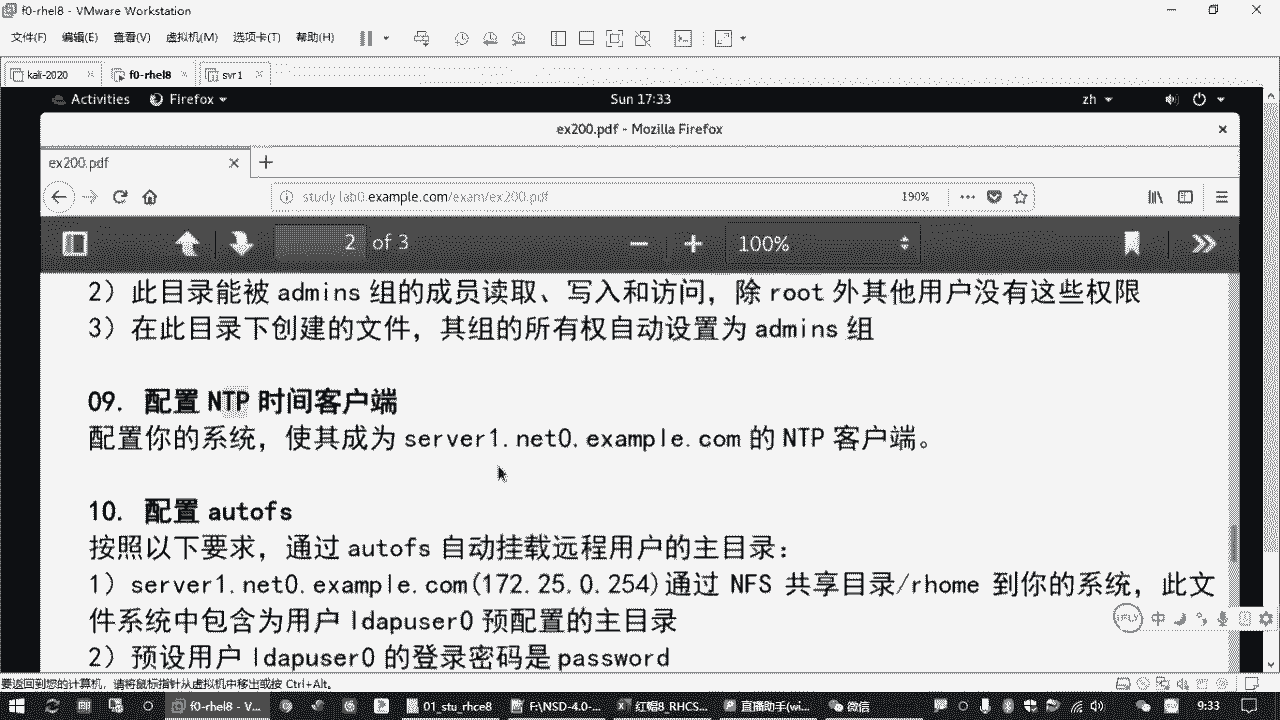 f0-rhel8 - VMware Workstation
文件(F) 编辑(E) 查看(V) 虚拟机(M) 选项卡(T) 帮助(H)
kali-2020 f0-rhel8 svr1
Activities Firefox Sun 17:33 zh
ex200.pdf - Mozilla Firefox
ex200.pdf
study.lab0.example.com/exam/ex200.pdf 190%
2 of 3 100%
2) 此目录能被 admins 组的成员读取、写入和访问，除 root 外其他用户没有这些权限
3) 在此目录下创建的文件，其组的所有权自动设置为 admins 组
09. 配置 NTP 时间客户端
配置你的系统，使其成为 server1.net0.example.com 的 NTP 客户端。
10. 配置 autofs
按照以下要求，通过 autofs 自动挂载远程用户的主目录：
1) server1.net0.example.com(172.25.0.254)通过 NFS 共享目录/rhome 到你的系统，此文
件系统中包含为用户 ldapuser0 预配置的主目录
2) 预设用户 ldapuser0 的登录密码是 password
iFLY 中
要返回到您的计算机，请将鼠标指针从虚拟机中移出或按 Ctrl+Alt。
f0-rhel8 - V... 01_stu_rhce8 F:\NSD-4.0-... 红帽8_RHCS... 直播助手(wi... 微信 9:33